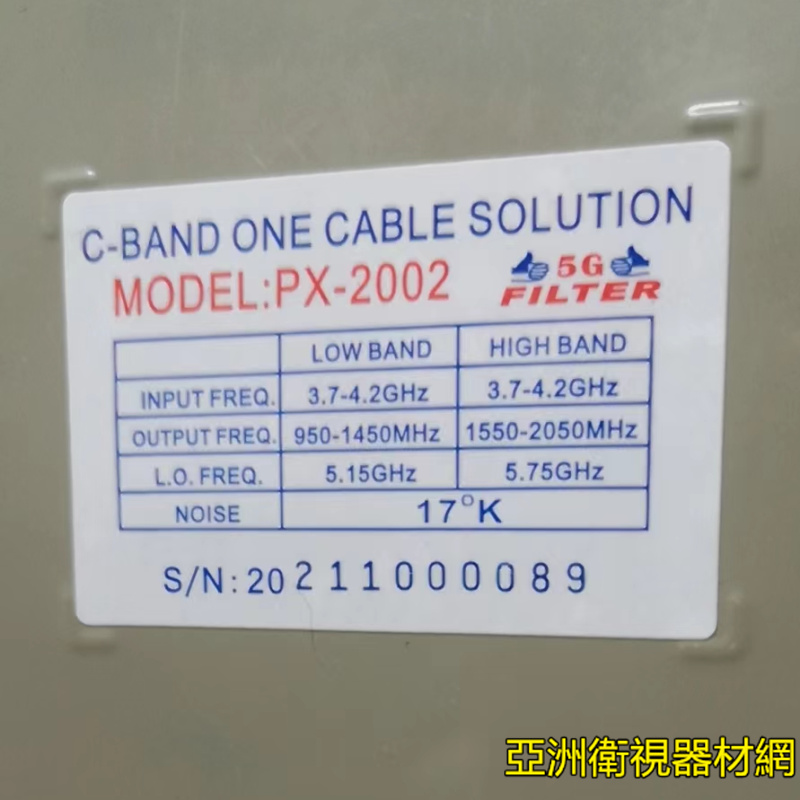 C-BAND ONE CABLE SOLUTION
MODEL:PX-2002
5G
FILTER
LOW BAND HIGH BAND
INPUT FREQ. 3.7-4.2GHz 3.7-4.2GHz
OUTPUT FREQ. 950-1450MHz 1550-2050MHz
L.O. FREQ. 5.15GHz 5.75GHz
NOISE 17°K
S/N: 20211000089
亞洲衛視器材網